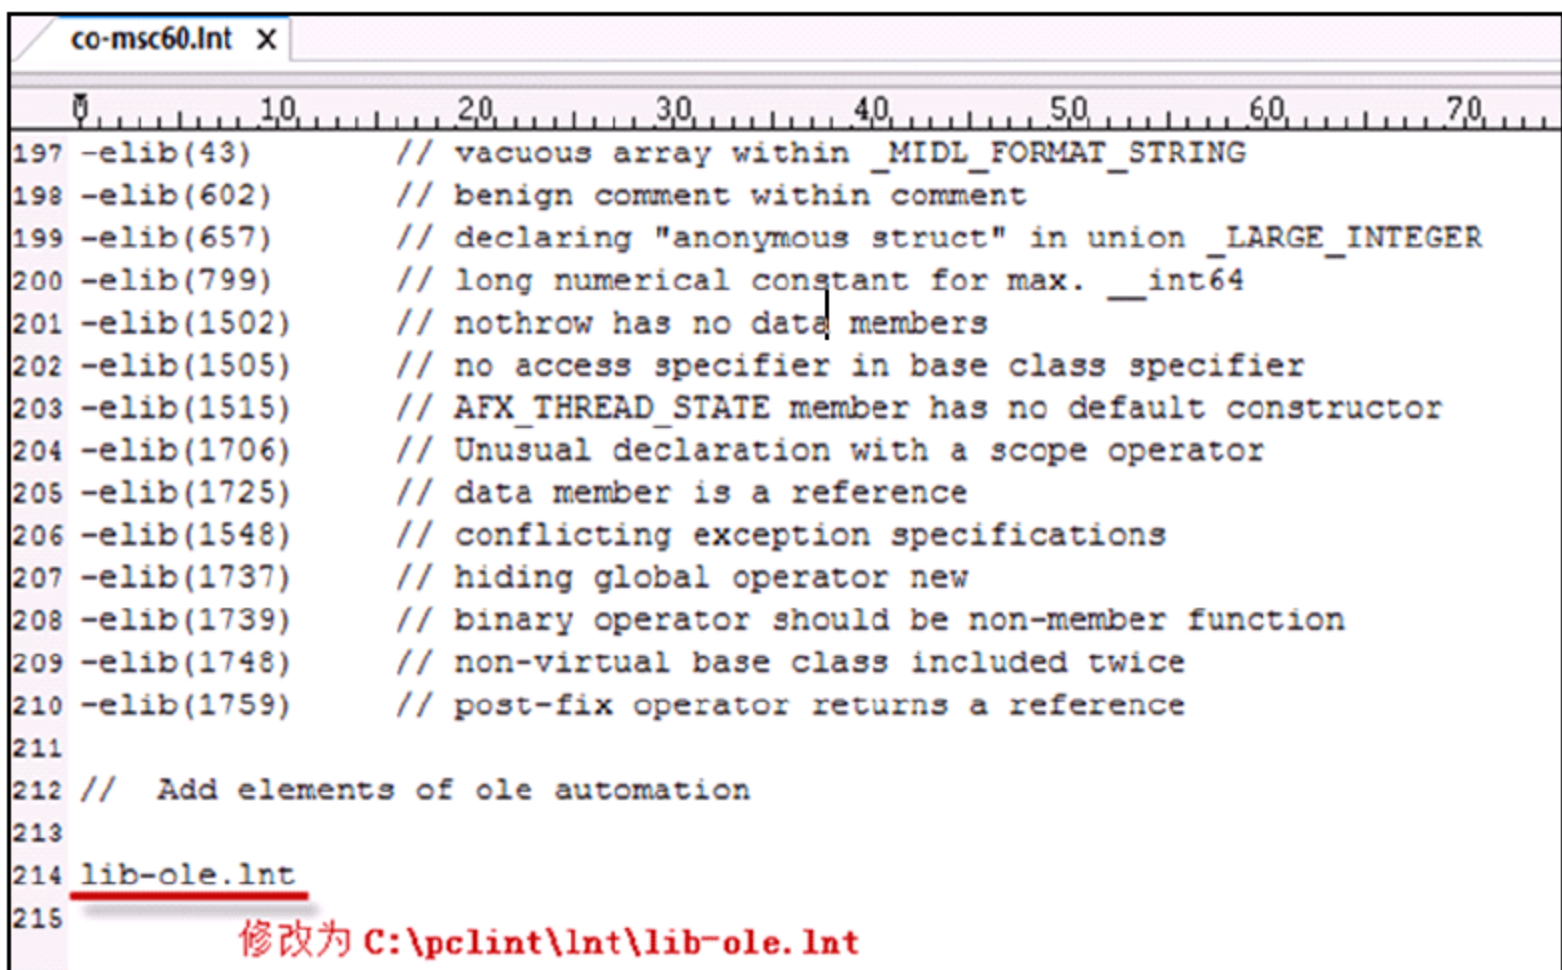 co-msc60.lnt X
0 10 20 30 40 50 60 70
197 -elib(43) // vacuous array within _MIDL_FORMAT_STRING
198 -elib(602) // benign comment within comment
199 -elib(657) // declaring "anonymous struct" in union _LARGE_INTEGER
200 -elib(799) // long numerical constant for max. __int64
201 -elib(1502) // nothrow has no data members
202 -elib(1505) // no access specifier in base class specifier
203 -elib(1515) // AFX_THREAD_STATE member has no default constructor
204 -elib(1706) // Unusual declaration with a scope operator
205 -elib(1725) // data member is a reference
206 -elib(1548) // conflicting exception specifications
207 -elib(1737) // hiding global operator new
208 -elib(1739) // binary operator should be non-member function
209 -elib(1748) // non-virtual base class included twice
210 -elib(1759) // post-fix operator returns a reference
211
212 // Add elements of ole automation
213
214 lib-ole.lnt
215
修改为 C:\pclint\lnt\lib-ole.lnt